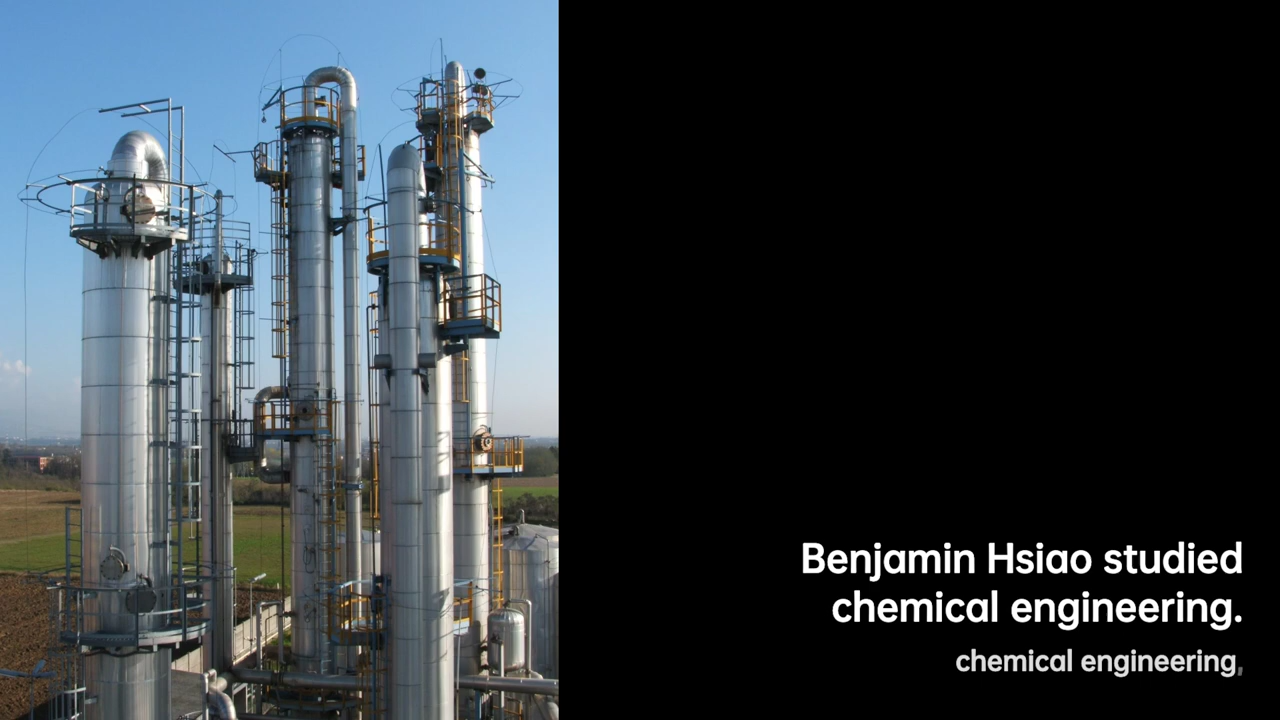 Benjamin Hsiao studied
chemical engineering.
chemical engineering,